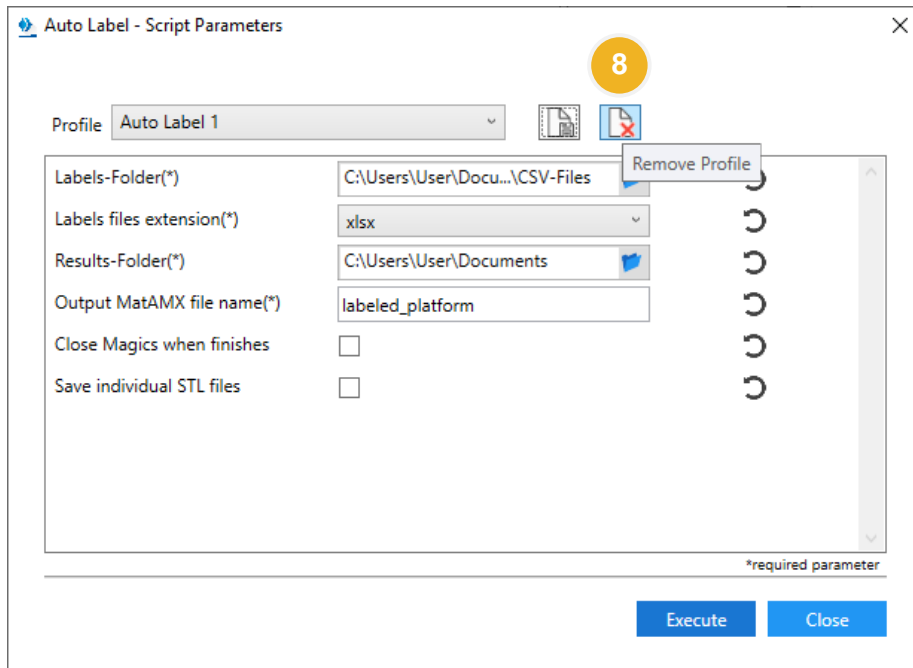 Auto Label - Script Parameters
8
Profile Auto Label 1
Remove Profile
Labels-Folder(*) C:\Users\User\Docu...\CSV-Files
Labels files extension(*) xlsx
Results-Folder(*) C:\Users\User\Documents
Output MatAMX file name(*) labeled_platform
Close Magics when finishes
Save individual STL files
*required parameter
Execute Close